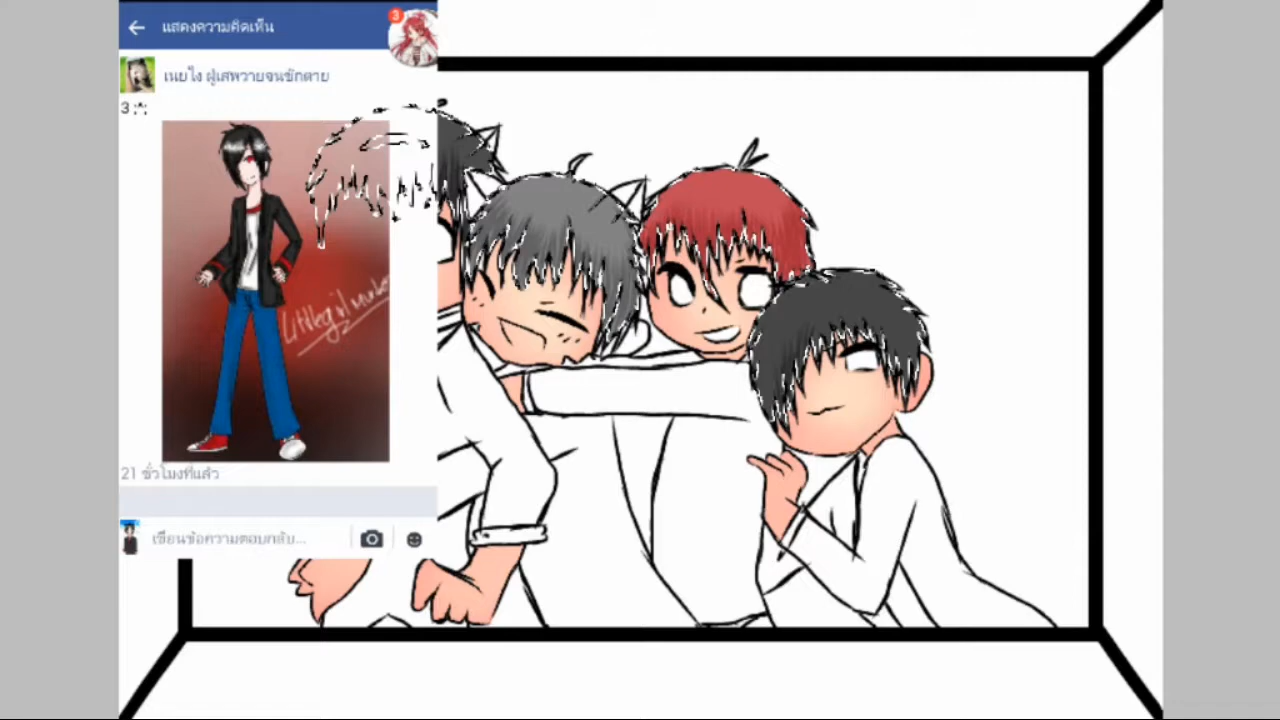 แสดงความคิดเห็น
3
เนยไง ผู้เสพวายจนชักตาย
3 :^:
21 ชั่วโมงที่แล้ว
เขียนข้อความตอบกลับ...